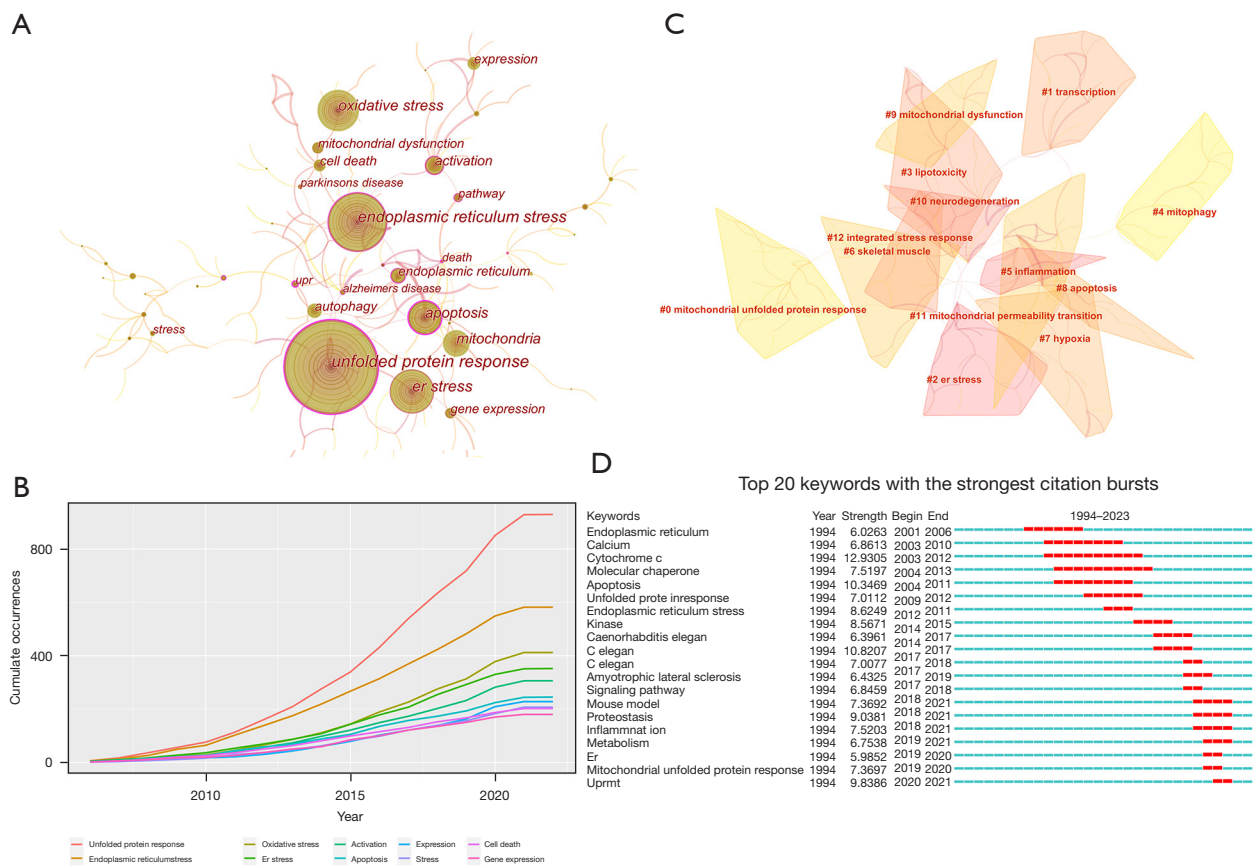 A
expression
oxidative stress
mitochondrial dysfunction
cell death
activation
parkinsons disease
pathway
endoplasmic reticulum stress
death
endoplasmic reticulum
upr
alzheimers disease
autophagy
apoptosis
stress
mitochondria
unfolded protein response
er stress
gene expression
C
#1 transcription
#9 mitochondrial dysfunction
#3 lipotoxicity
#10 neurodegeneration
#4 mitophagy
#12 integrated stress response
#6 skeletal muscle
#5 inflammation
#8 apoptosis
#0 mitochondrial unfolded protein response
#11 mitochondrial permeability transition
#7 hypoxia
#2 er stress
B
Cumulate occurrences
800
400
0
2010 2015 2020
Year
Unfolded protein response Oxidative stress Activation Expression Cell death
Endoplasmic reticulumstress Er stress Apoptosis Stress Gene expression
D
Top 20 keywords with the strongest citation bursts
Keywords Year Strength Begin End 1994–2023
Endoplasmic reticulum 1994 6.0263 2001 2006
Calcium 1994 6.8613 2003 2010
Cytochrome c 1994 12.9305 2003 2012
Molecular chaperone 1994 7.5197 2004 2013
Apoptosis 1994 10.3469 2004 2011
Unfolded prote inresponse 1994 7.0112 2009 2012
Endoplasmic reticulum stress 1994 8.6249 2012 2011
Kinase 1994 8.5671 2014 2015
Caenorhabditis elegan 1994 6.3961 2014 2017
C elegan 1994 10.8207 2017 2017
C elegan 1994 7.0077 2017 2018
Amyotrophic lateral sclerosis 1994 6.4325 2017 2019
Signaling pathway 1994 6.8459 2018 2018
Mouse model 1994 7.3692 2018 2021
Proteostasis 1994 9.0381 2018 2021
Inflammnat ion 1994 7.5203 2018 2021
Metabolism 1994 6.7538 2019 2021
Er 1994 5.9852 2019 2020
Mitochondrial unfolded protein response 1994 7.3697 2019 2020
Uprmt 1994 9.8386 2020 2021